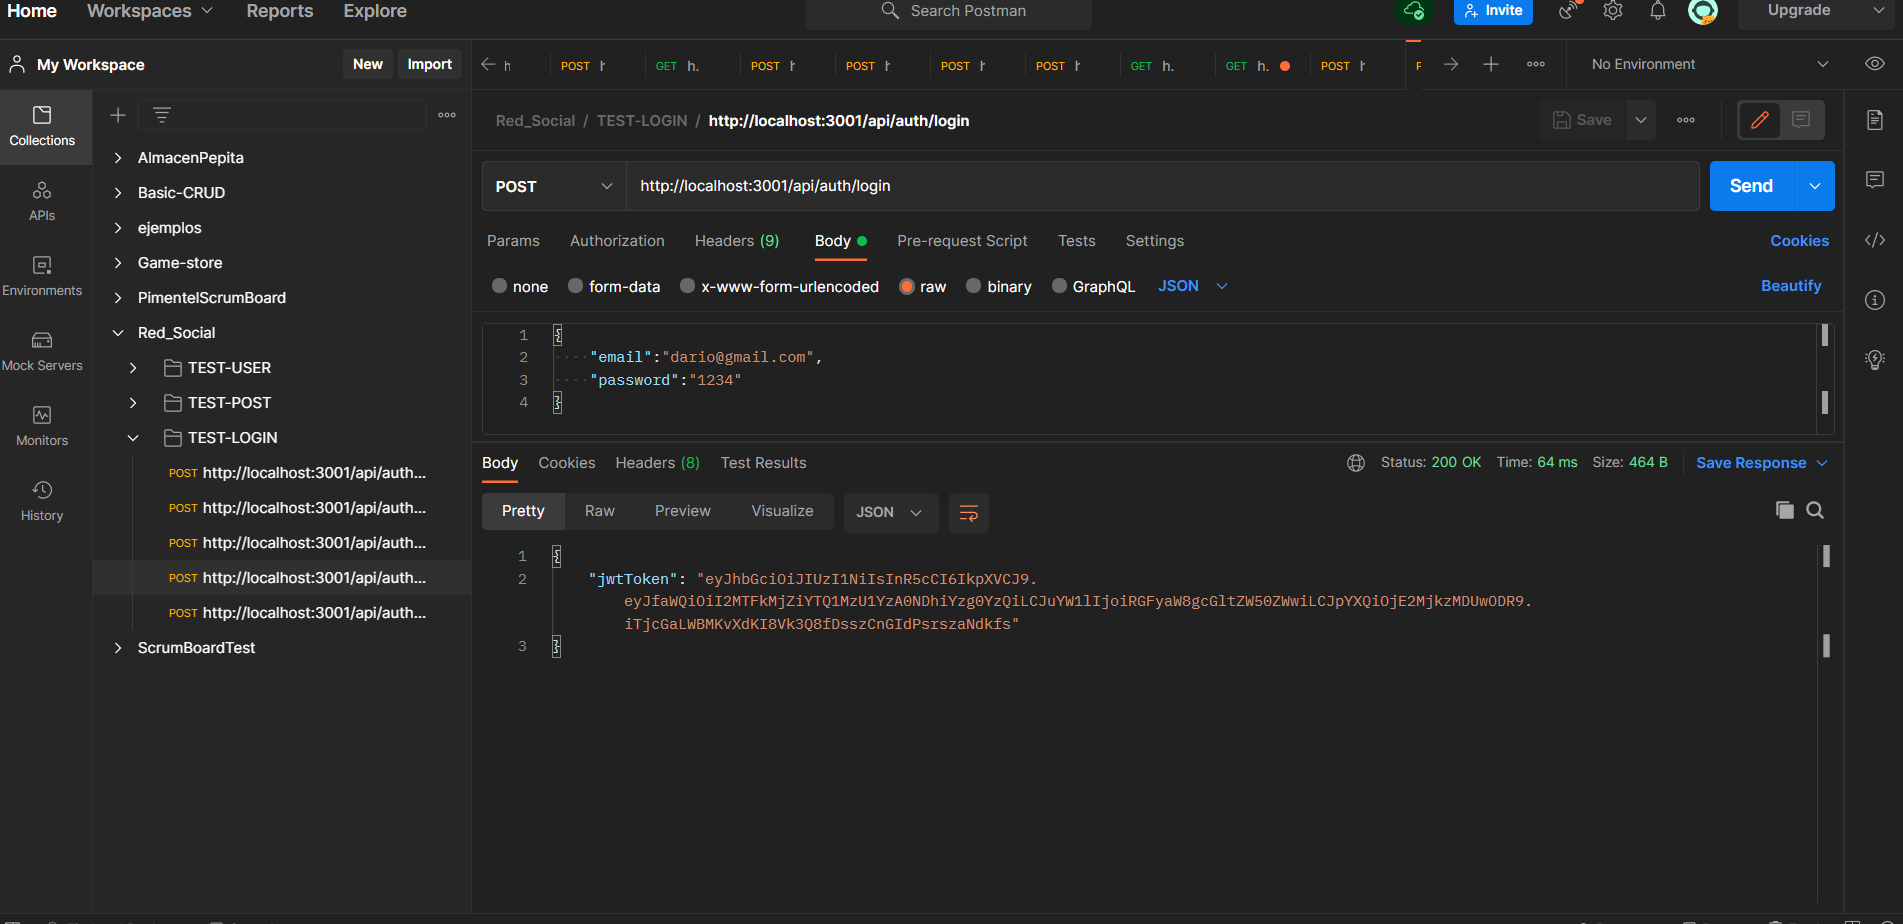 Home Workspaces Reports Explore Search Postman Invite Upgrade
My Workspace New Import
POST GET h. POST POST POST POST GET h. GET h. POST No Environment
Collections
APIs
Environments
Mock Servers
Monitors
History
AlmacenPepita
Basic-CRUD
ejemplos
Game-store
PimentelScrumBoard
Red_Social
TEST-USER
TEST-POST
TEST-LOGIN
POST http://localhost:3001/api/auth...
POST http://localhost:3001/api/auth...
POST http://localhost:3001/api/auth...
POST http://localhost:3001/api/auth...
POST http://localhost:3001/api/auth...
ScrumBoardTest
Red_Social / TEST-LOGIN / http://localhost:3001/api/auth/login Save
POST http://localhost:3001/api/auth/login Send
Params Authorization Headers (9) Body Pre-request Script Tests Settings Cookies
none form-data x-www-form-urlencoded raw binary GraphQL JSON Beautify
1 {
2 "email":"dario@gmail.com",
3 "password":"1234"
4 }
Body Cookies Headers (8) Test Results Status: 200 OK Time: 64 ms Size: 464 B Save Response
Pretty Raw Preview Visualize JSON
1 {
2 "jwtToken": "eyJhbGciOiJIUzI1NiIsInR5cCI6IkpXVCJ9.
eyJfaWQiOiI2MTFkMjZiYTQ1MzU1YzA0NDhiYzg0YzQiLCJuYW1lIjoiRGFyaW8gcGltZW50ZWwiLCJpYXQiOjE2MjkzMDUwODR9.
iTjcGaLWBMKvXdKI8Vk3Q8fDsszCnGIdPsrszaNdkfs"
3 }